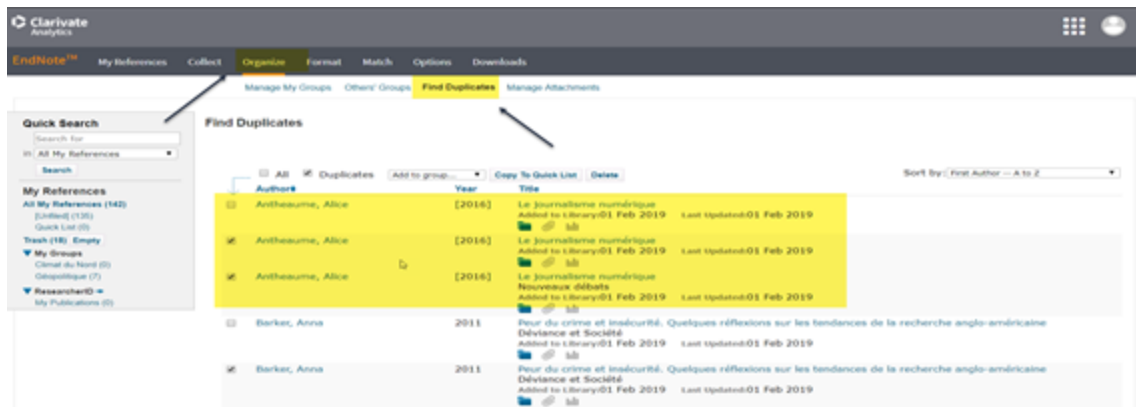 Clarivate
Analytics
EndNote™ My References Collect Organize Format Match Options Downloads
Manage My Groups Others' Groups Find Duplicates Manage Attachments
Quick Search
Search for
in All My References
Search
My References
All My References (142)
[Unfiled] (135)
Quick List (0)
Trash (18) Empty
My Groups
Climat du Nord (0)
Géopolitique (7)
ResearcherID
My Publications (0)
Find Duplicates
All Duplicates Add to group... Copy To Quick List Delete Sort by: First Author -- A to Z
Author Year Title
Antheaume, Alice [2016] Le journalisme numérique
Added to Library:01 Feb 2019 Last Updated:01 Feb 2019
Antheaume, Alice [2016] Le journalisme numérique
Added to Library:01 Feb 2019 Last Updated:01 Feb 2019
Antheaume, Alice [2016] Le journalisme numérique
Nouveaux débats
Added to Library:01 Feb 2019 Last Updated:01 Feb 2019
Barker, Anna 2011 Peur du crime et insécurité. Quelques réflexions sur les tendances de la recherche anglo-américaine
Déviance et Société
Added to Library:01 Feb 2019 Last Updated:01 Feb 2019
Barker, Anna 2011 Peur du crime et insécurité. Quelques réflexions sur les tendances de la recherche anglo-américaine
Déviance et Société
Added to Library:01 Feb 2019 Last Updated:01 Feb 2019